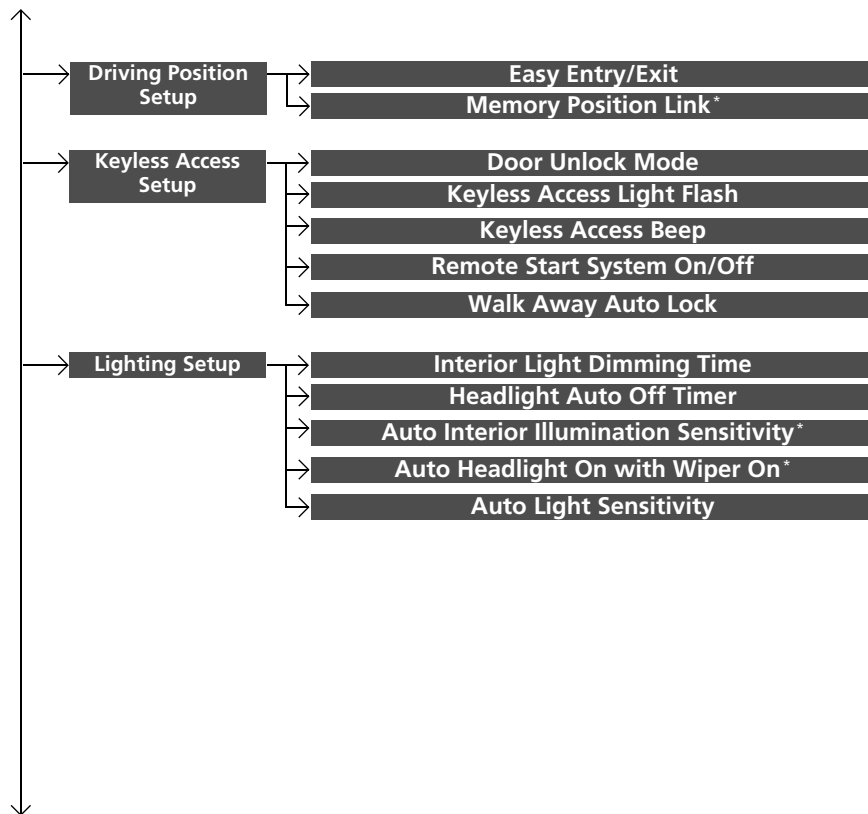 Driving Position
Setup
Easy Entry/Exit
Memory Position Link*
Keyless Access
Setup
Door Unlock Mode
Keyless Access Light Flash
Keyless Access Beep
Remote Start System On/Off
Walk Away Auto Lock
Lighting Setup
Interior Light Dimming Time
Headlight Auto Off Timer
Auto Interior Illumination Sensitivity*
Auto Headlight On with Wiper On*
Auto Light Sensitivity